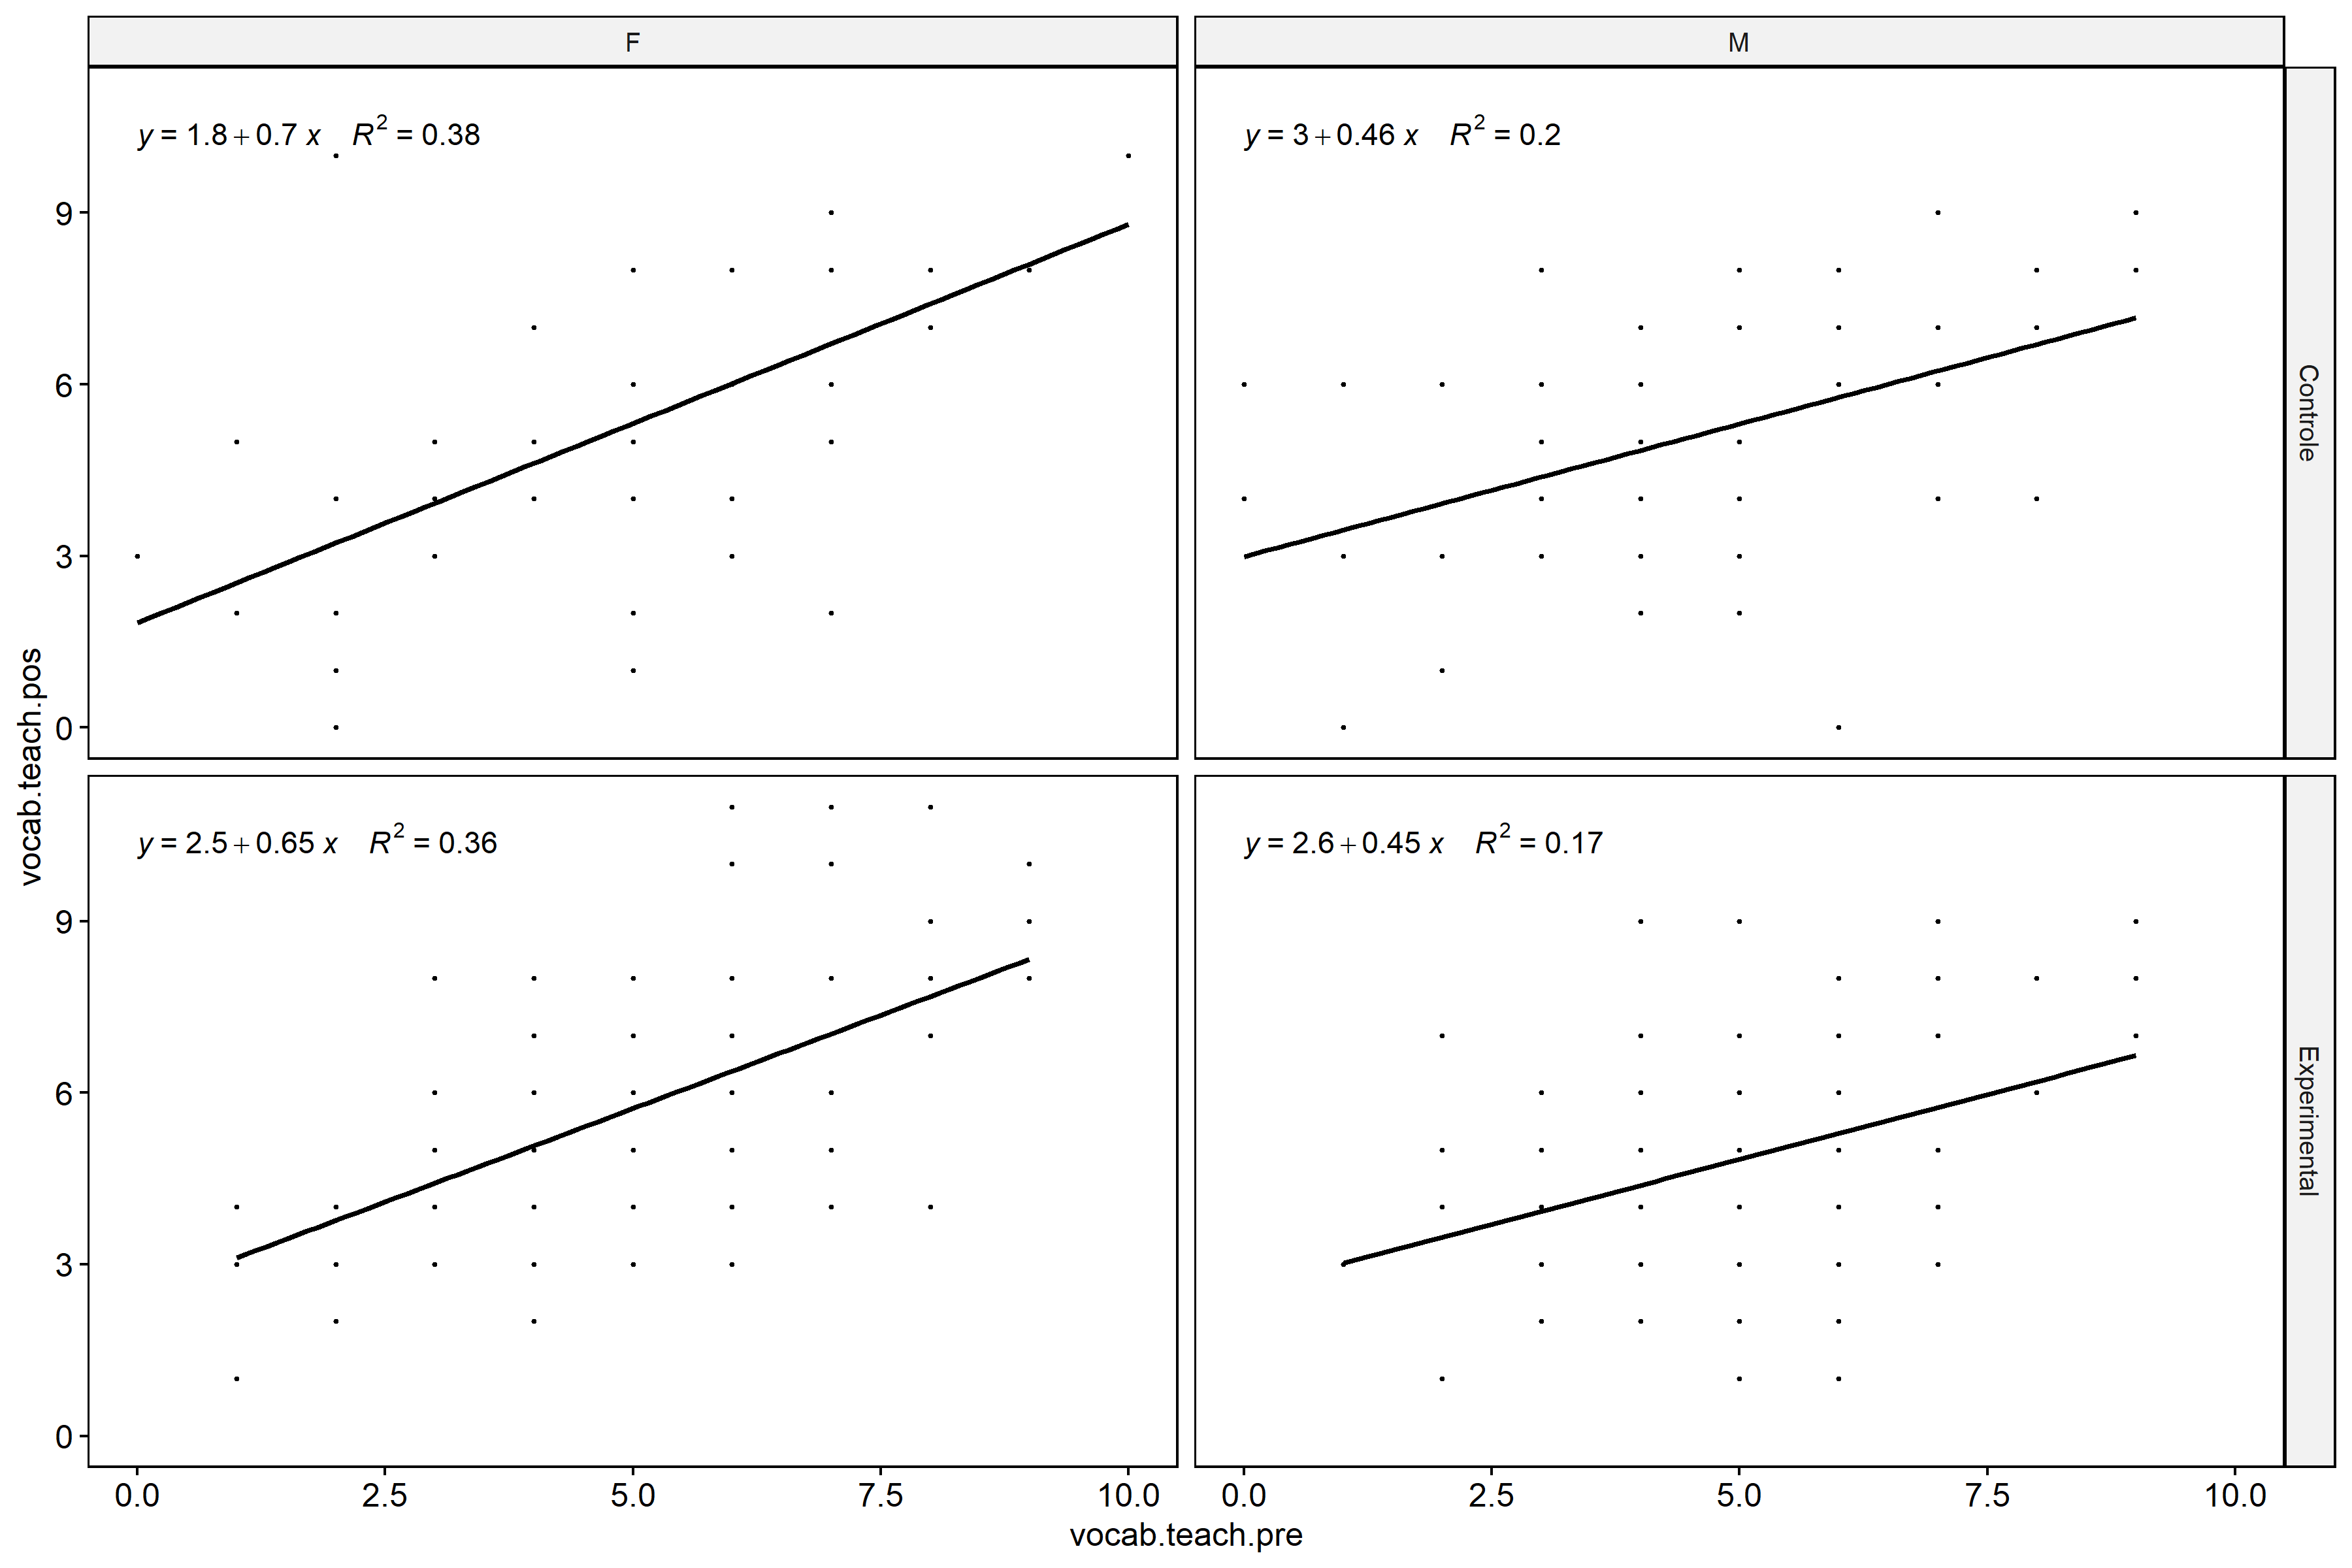 F
M
y = 1.8 + 0.7 x R² = 0.38
y = 3 + 0.46 x R² = 0.2
Controle
9
6
3
0
vocab.teach.pos
y = 2.5 + 0.65 x R² = 0.36
y = 2.6 + 0.45 x R² = 0.17
Experimental
9
6
3
0
0.0 2.5 5.0 7.5 10.0 0.0 2.5 5.0 7.5 10.0
vocab.teach.pre